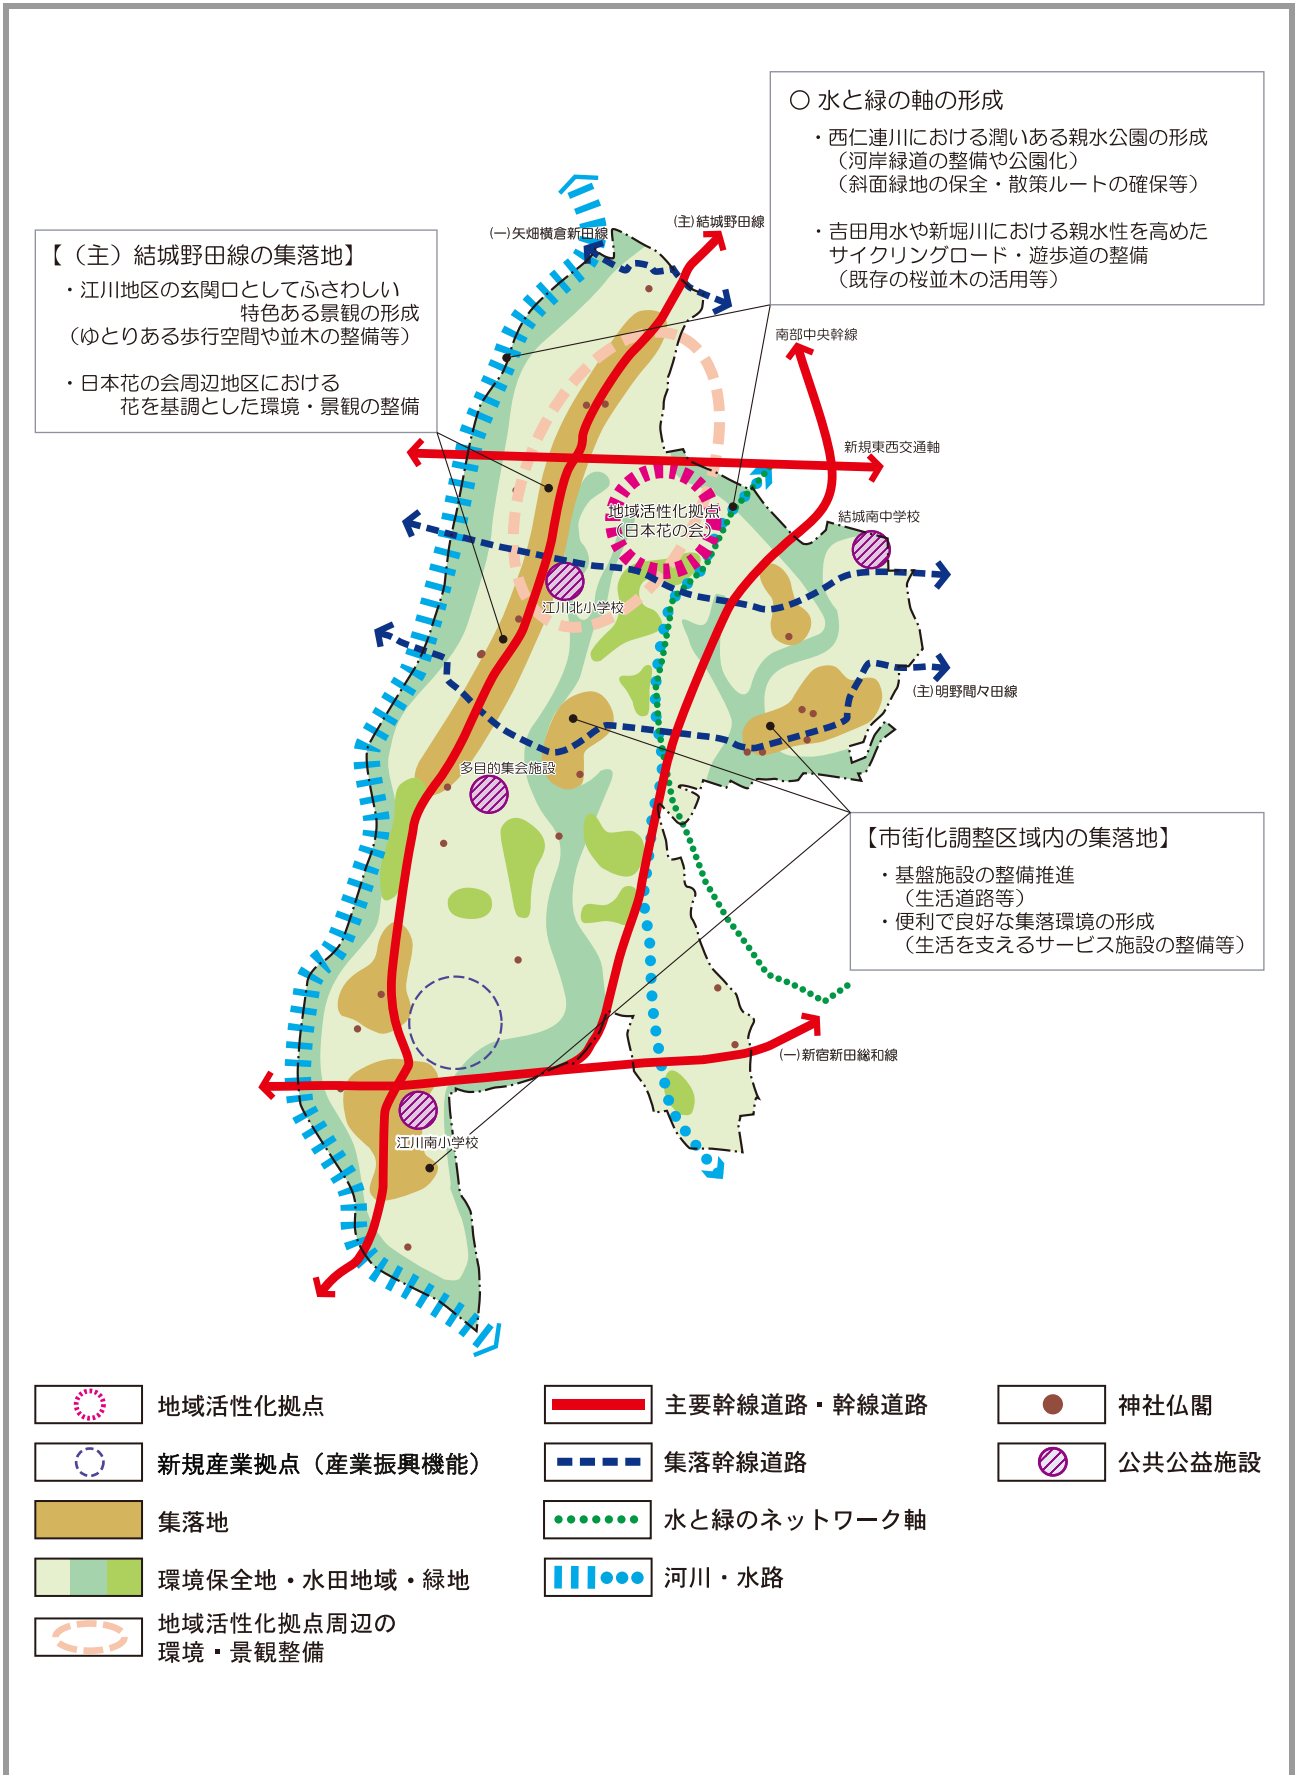 ○ 水と緑の軸の形成
・西仁連川における潤いある親水公園の形成
（河岸緑道の整備や公園化）
（斜面緑地の保全・散策ルートの確保等）
・吉田用水や新堀川における親水性を高めた
サイクリングロード・遊歩道の整備
（既存の桜並木の活用等）
【（主）結城野田線の集落地】
・江川地区の玄関口としてふさわしい
特色ある景観の形成
（ゆとりある歩行空間や並木の整備等）
・日本花の会周辺地区における
花を基調とした環境・景観の整備
(一)矢畑横倉新田線
(主)結城野田線
南部中央幹線
新規東西交通軸
地域活性化拠点
（日本花の会）
結城南中学校
江川北小学校
(主)明野間々田線
多目的集会施設
【市街化調整区域内の集落地】
・基盤施設の整備推進
（生活道路等）
・便利で良好な集落環境の形成
（生活を支えるサービス施設の整備等）
(一)新宿新田総和線
江川南小学校
地域活性化拠点
新規産業拠点（産業振興機能）
集落地
環境保全地・水田地域・緑地
地域活性化拠点周辺の
環境・景観整備
主要幹線道路・幹線道路
集落幹線道路
水と緑のネットワーク軸
河川・水路
神社仏閣
公共公益施設